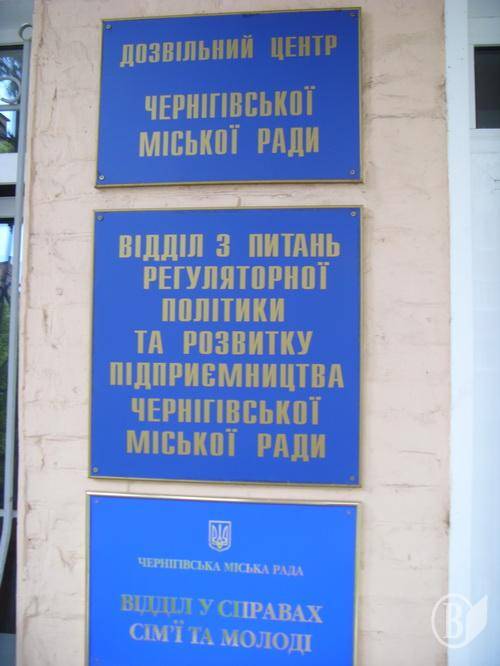 ДОЗВІЛЬНИЙ ЦЕНТР
ЧЕРНІГІВСЬКОЇ
МІСЬКОЇ РАДИ
ВІДДІЛ З ПИТАНЬ
РЕГУЛЯТОРНОЇ
ПОЛІТИКИ
ТА РОЗВИТКУ
ПІДПРИЄМНИЦТВА
ЧЕРНІГІВСЬКОЇ
МІСЬКОЇ РАДИ
ЧЕРНІГІВСЬКА МІСЬКА РАДА
ВІДДІЛ У СПРАВАХ
СІМ'Ї ТА МОЛОДІ
В